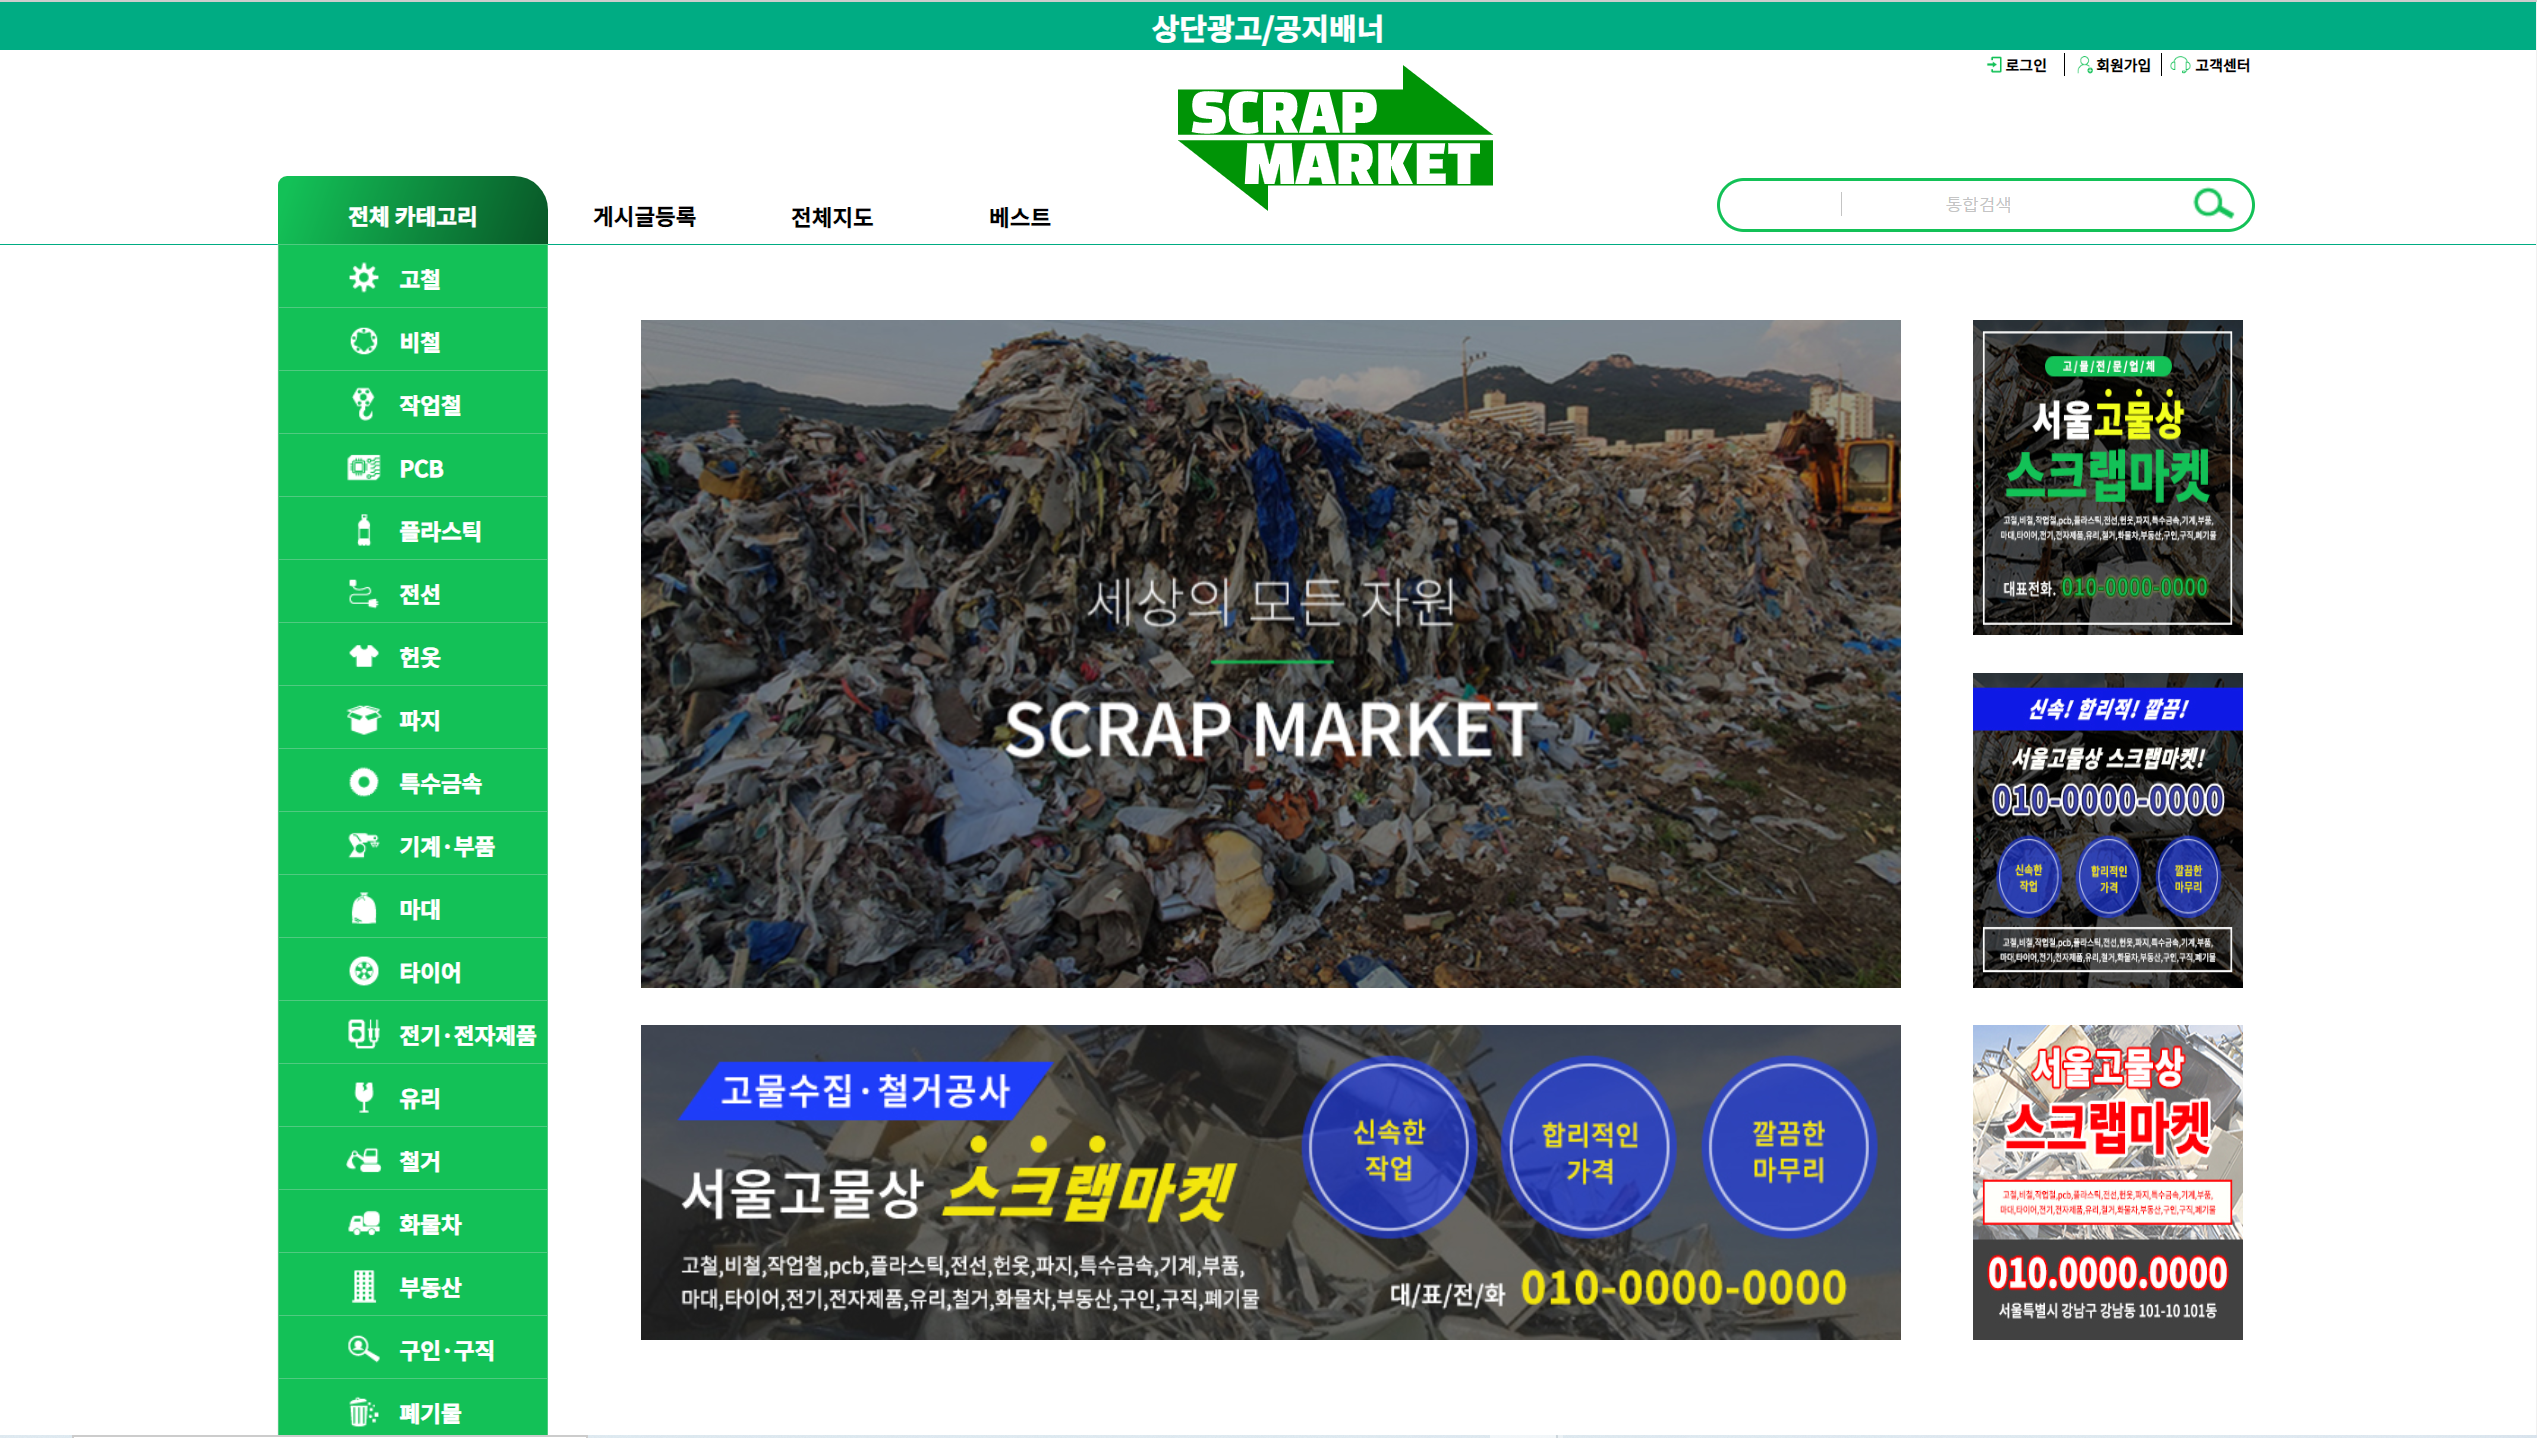 상단광고/공지배너
로그인
회원가입
고객센터
SCRAP
MARKET
전체 카테고리
게시글등록
전체지도
베스트
통합검색
고철
비철
작업철
PCB
플라스틱
전선
헌옷
파지
특수금속
기계·부품
마대
타이어
전기·전자제품
유리
철거
화물차
부동산
구인·구직
폐기물
세상의 모든 자원
SCRAP MARKET
고물수집·철거공사
서울고물상 스크랩마켓
고철,비철,작업철,pcb,플라스틱,전선,헌옷,파지,특수금속,기계,부품,
마대,타이어,전기,전자제품,유리,철거,화물차,부동산,구인,구직,폐기물
신속한
작업
합리적인
가격
깔끔한
마무리
대/표/전/화 010-0000-0000
고/물/전/문/업/체
서울고물상
스크랩마켓
고철,비철,작업철,pcb,플라스틱,전선,헌옷,파지,특수금속,기계,부품,
마대,타이어,전기,전자제품,유리,철거,화물차,부동산,구인,구직,폐기물
대표전화. 010-0000-0000
신속! 합리적! 깔끔!
서울고물상 스크랩마켓!
010-0000-0000
신속한
작업
합리적인
가격
깔끔한
마무리
고철,비철,작업철,pcb,플라스틱,전선,헌옷,파지,특수금속,기계,부품,
마대,타이어,전기,전자제품,유리,철거,화물차,부동산,구인,구직,폐기물
서울고물상
스크랩마켓
고철,비철,작업철,pcb,플라스틱,전선,헌옷,파지,특수금속,기계,부품,
마대,타이어,전기,전자제품,유리,철거,화물차,부동산,구인,구직,폐기물
010.0000.0000
서울특별시 강남구 강남동 101-10 101동